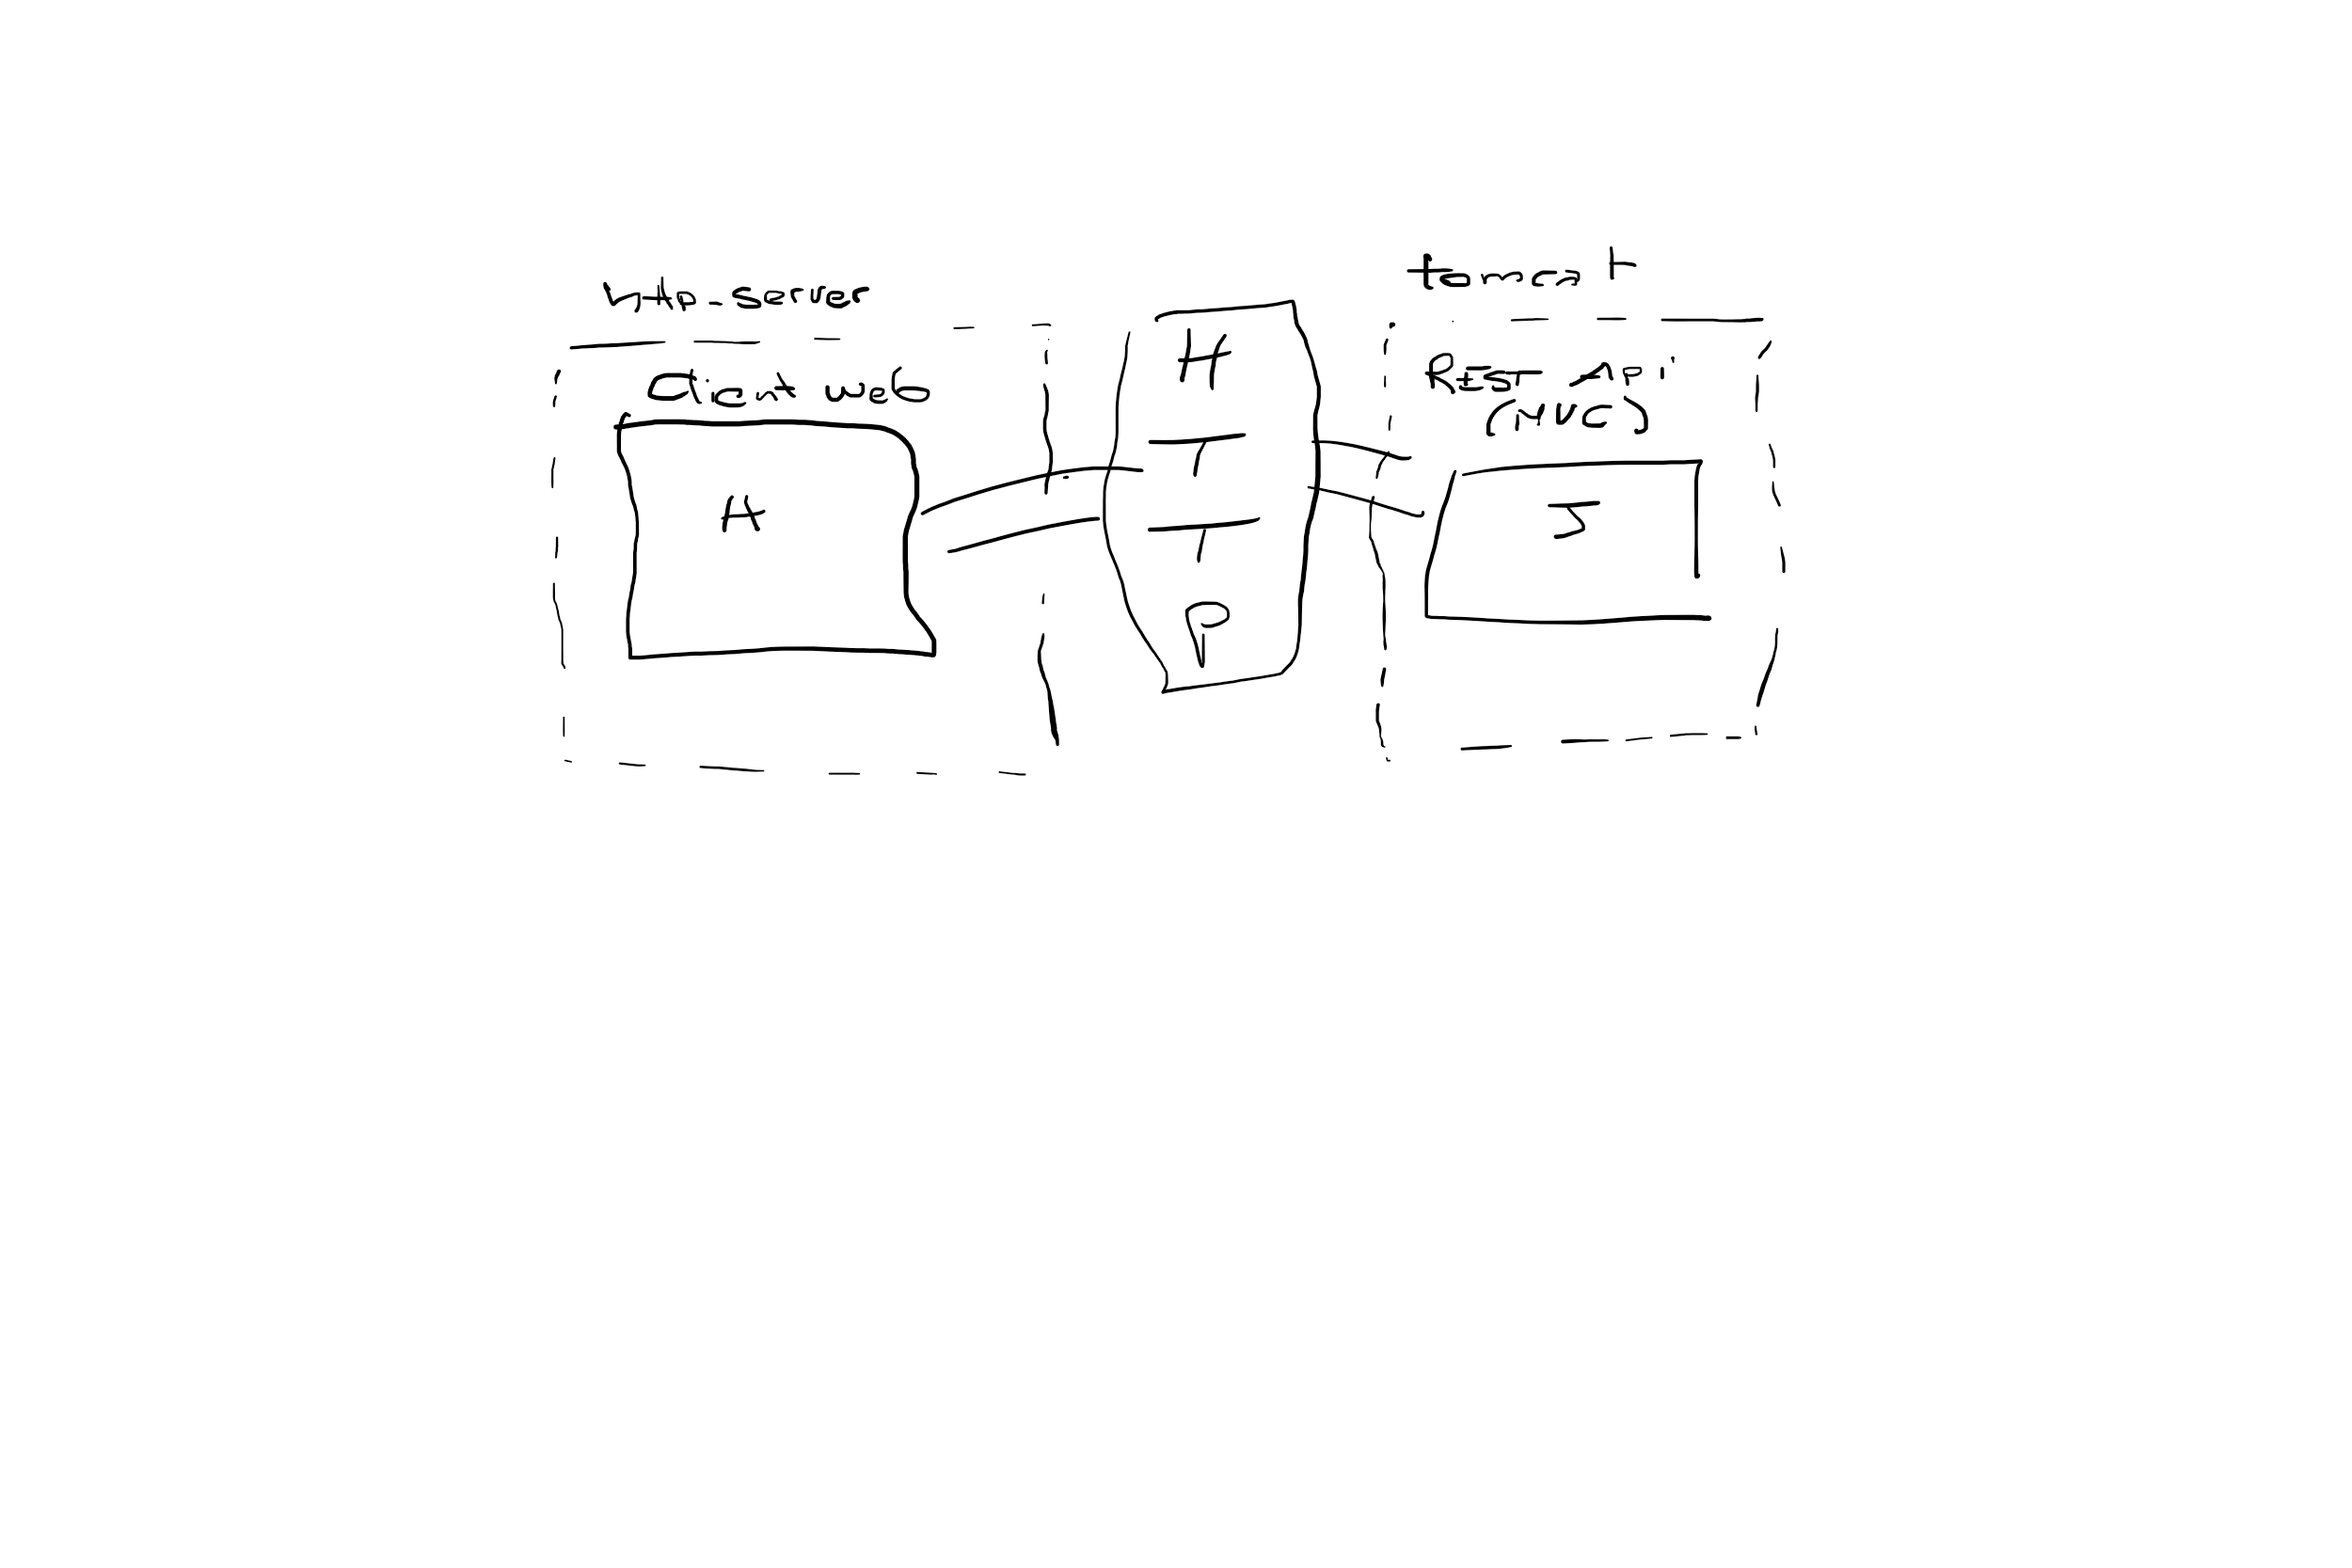 http-server
tomcat
Client web
REST API
(MVC)
H
T
T
P
A
J